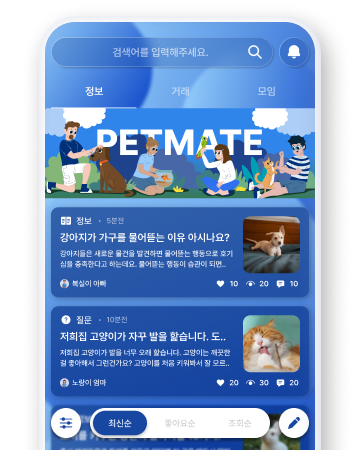 검색어를 입력해주세요.
정보 거래 모임
PETMATE
정보 • 5분전
강아지가 가구를 물어뜯는 이유 아시나요?
강아지들은 새로운 물건을 발견하면 물어뜯는 행동으로 호기
심을 충족한다고 하는데요. 물어뜯는 행동이 습관이 되면..
복실이 아빠 10 20 10
질문 • 10분전
저희집 고양이가 자꾸 발을 핥습니다. 도..
저희집 고양이가 발을 너무 오래 핥습니다. 고양이는 깨끗한
걸 좋아해서 그런건가요? 고양이를 처음 키워봐서 잘 모르..
노랑이 엄마 20 30 20
최신순 좋아요순 조회순